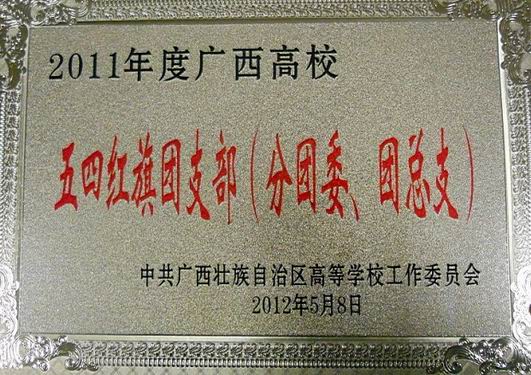 2011年度广西高校
五四红旗团支部（分团委、团总支）
中共广西壮族自治区高等学校工作委员会
2012年5月8日